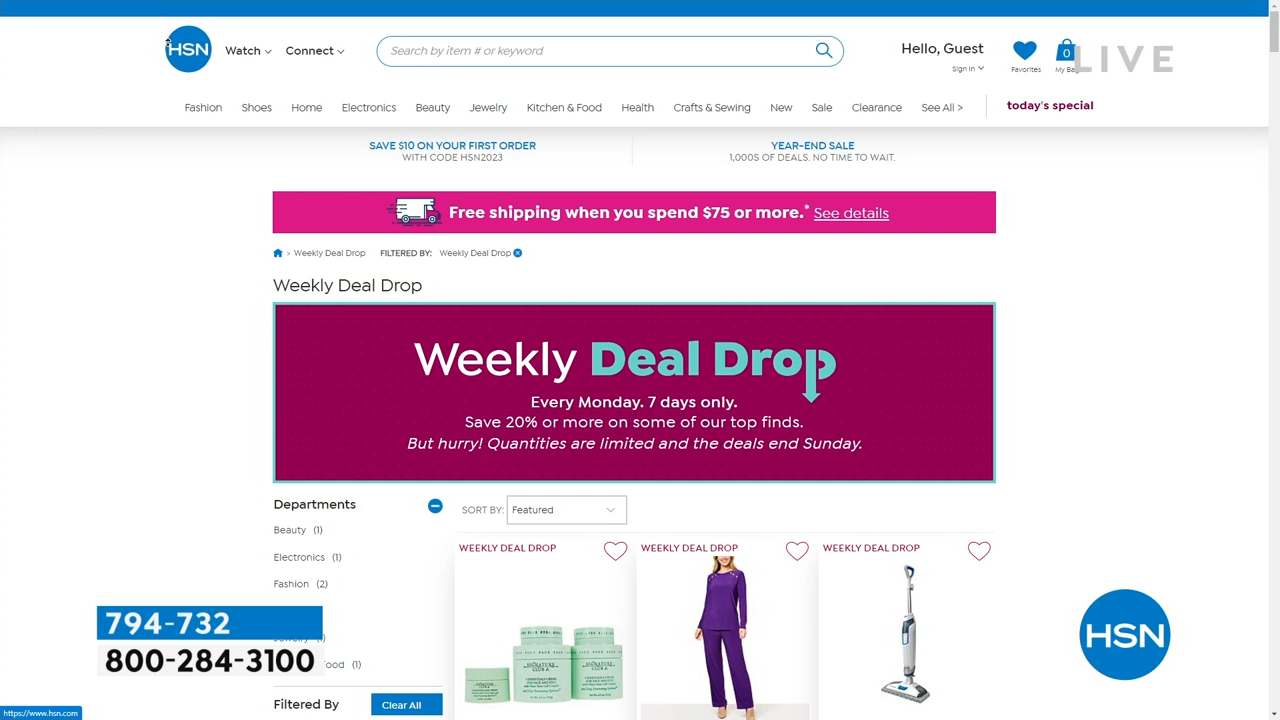 HSN
Watch
Connect
Search by item # or keyword
Hello, Guest
Sign in
Favorites
0
My Bag
LIVE
Fashion
Shoes
Home
Electronics
Beauty
Jewelry
Kitchen & Food
Health
Crafts & Sewing
New
Sale
Clearance
See All >
today's special
SAVE $10 ON YOUR FIRST ORDER
WITH CODE HSN2023
YEAR-END SALE
1,000S OF DEALS. NO TIME TO WAIT.
Free shipping when you spend $75 or more.* See details
> Weekly Deal Drop
FILTERED BY: Weekly Deal Drop
Weekly Deal Drop
Weekly Deal Drop
Every Monday. 7 days only.
Save 20% or more on some of our top finds.
But hurry! Quantities are limited and the deals end Sunday.
Departments
Beauty (1)
Electronics (1)
Fashion (2)
SORT BY: Featured
WEEKLY DEAL DROP
WEEKLY DEAL DROP
WEEKLY DEAL DROP
SIGNATURE
CLUB A
SIGNATURE
CLUB A
794-732
800-284-3100
ood (1)
Filtered By
Clear All
HSN
https://www.hsn.com